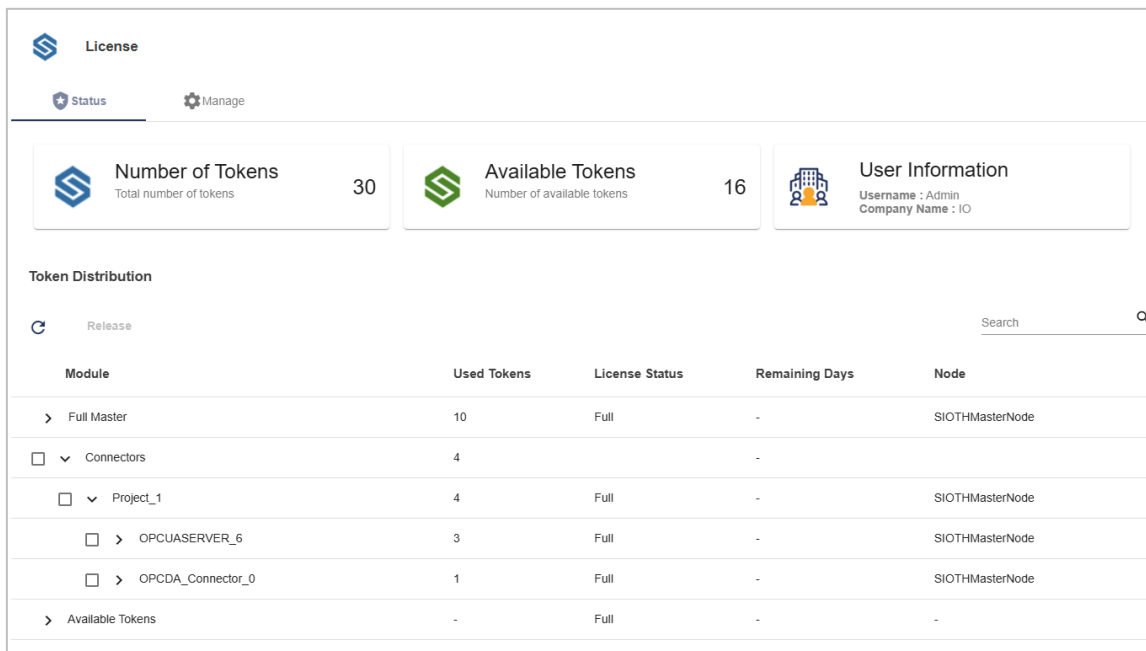 License
Status Manage
Number of Tokens
Total number of tokens
30
Available Tokens
Number of available tokens
16
User Information
Username : Admin
Company Name : IO
Token Distribution
Release Search
Module Used Tokens License Status Remaining Days Node
Full Master 10 Full - SIOTHMasterNode
Connectors 4 -
Project_1 4 Full - SIOTHMasterNode
OPCUASERVER_6 3 Full - SIOTHMasterNode
OPCDA_Connector_0 1 Full - SIOTHMasterNode
Available Tokens - Full - -